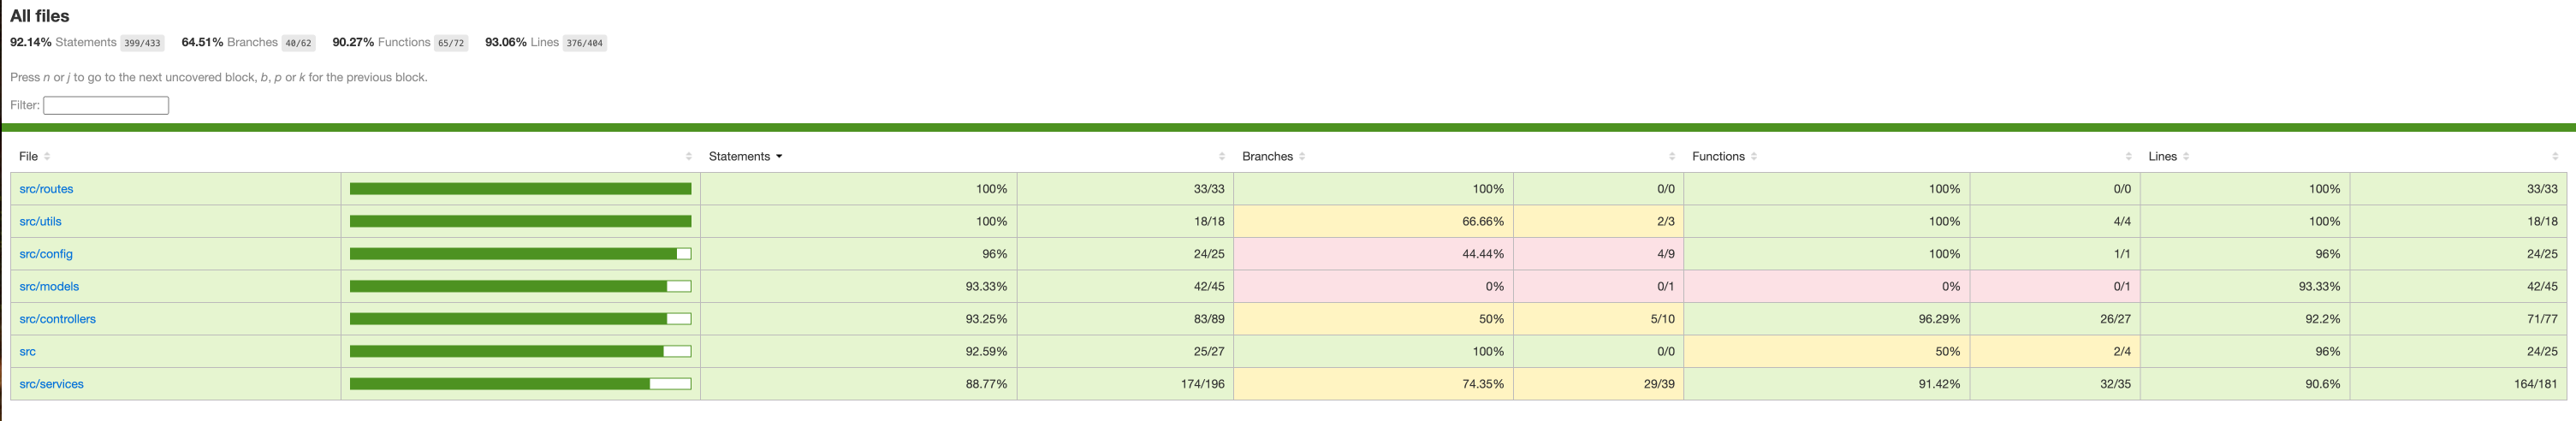 All files
92.14% Statements 399/433 64.51% Branches 40/62 90.27% Functions 65/72 93.06% Lines 376/404
Press n or j to go to the next uncovered block, b, p or k for the previous block.
Filter:
File Statements Branches Functions Lines
src/routes 100% 33/33 100% 0/0 100% 0/0 100% 33/33
src/utils 100% 18/18 66.66% 2/3 100% 4/4 100% 18/18
src/config 96% 24/25 44.44% 4/9 100% 1/1 96% 24/25
src/models 93.33% 42/45 0% 0/1 0% 0/1 93.33% 42/45
src/controllers 93.25% 83/89 50% 5/10 96.29% 26/27 92.2% 71/77
src 92.59% 25/27 100% 0/0 50% 2/4 96% 24/25
src/services 88.77% 174/196 74.35% 29/39 91.42% 32/35 90.6% 164/181